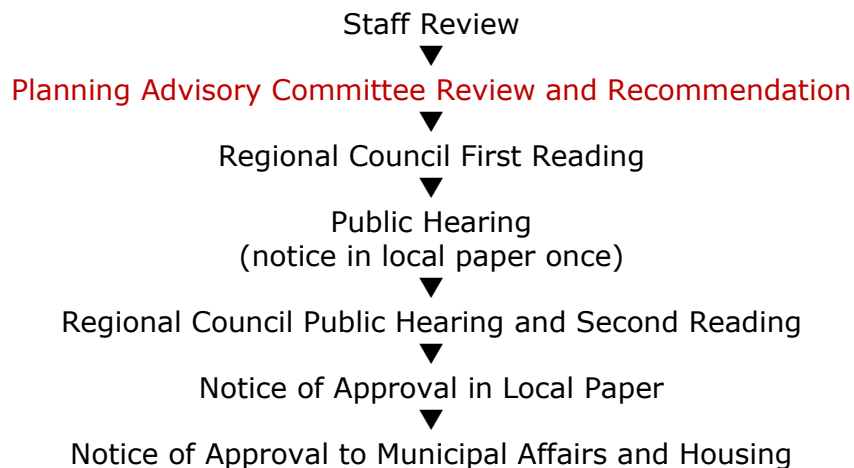 Staff Review
Planning Advisory Committee Review and Recommendation
Regional Council First Reading
Public Hearing
(notice in local paper once)
Regional Council Public Hearing and Second Reading
Notice of Approval in Local Paper
Notice of Approval to Municipal Affairs and Housing